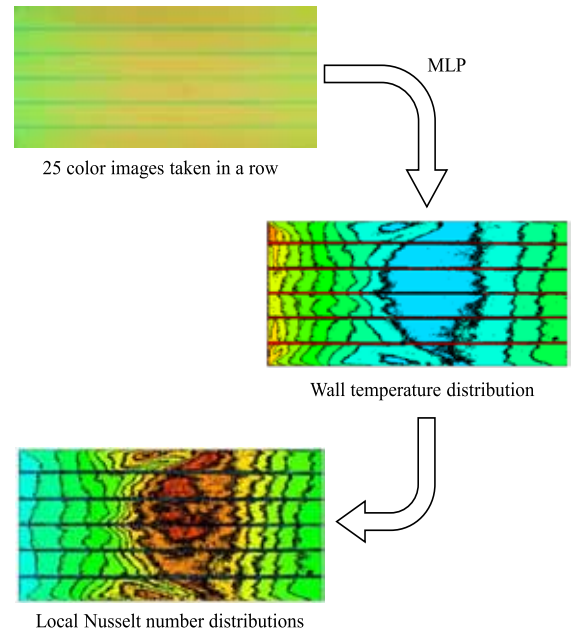 MLP
25 color images taken in a row
Wall temperature distribution
Local Nusselt number distributions